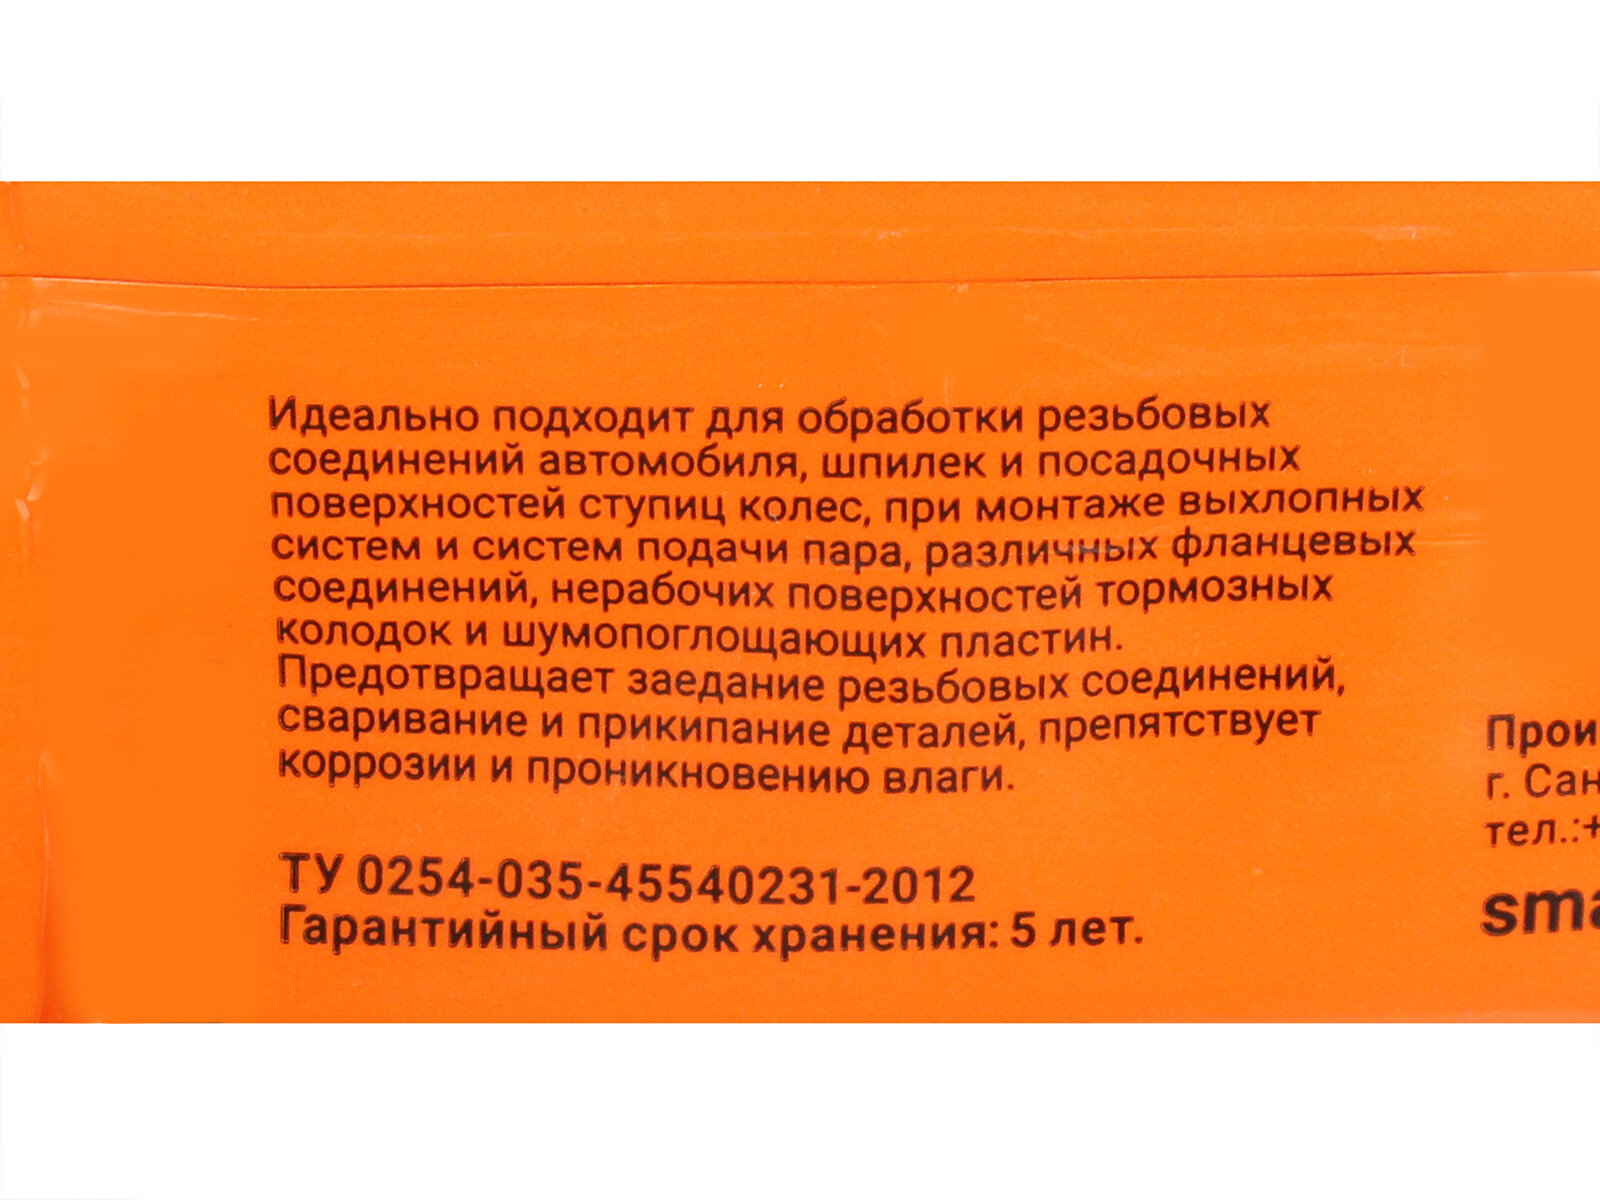 Идеально подходит для обработки резьбовых
соединений автомобиля, шпилек и посадочных
поверхностей ступиц колес, при монтаже выхлопных
систем и систем подачи пара, различных фланцевых
соединений, нерабочих поверхностей тормозных
колодок и шумопоглощающих пластин.
Предотвращает заедание резьбовых соединений,
сваривание и прикипание деталей, препятствует
коррозии и проникновению влаги.
ТУ 0254-035-45540231-2012
Гарантийный срок хранения: 5 лет.
г.
тел.:+